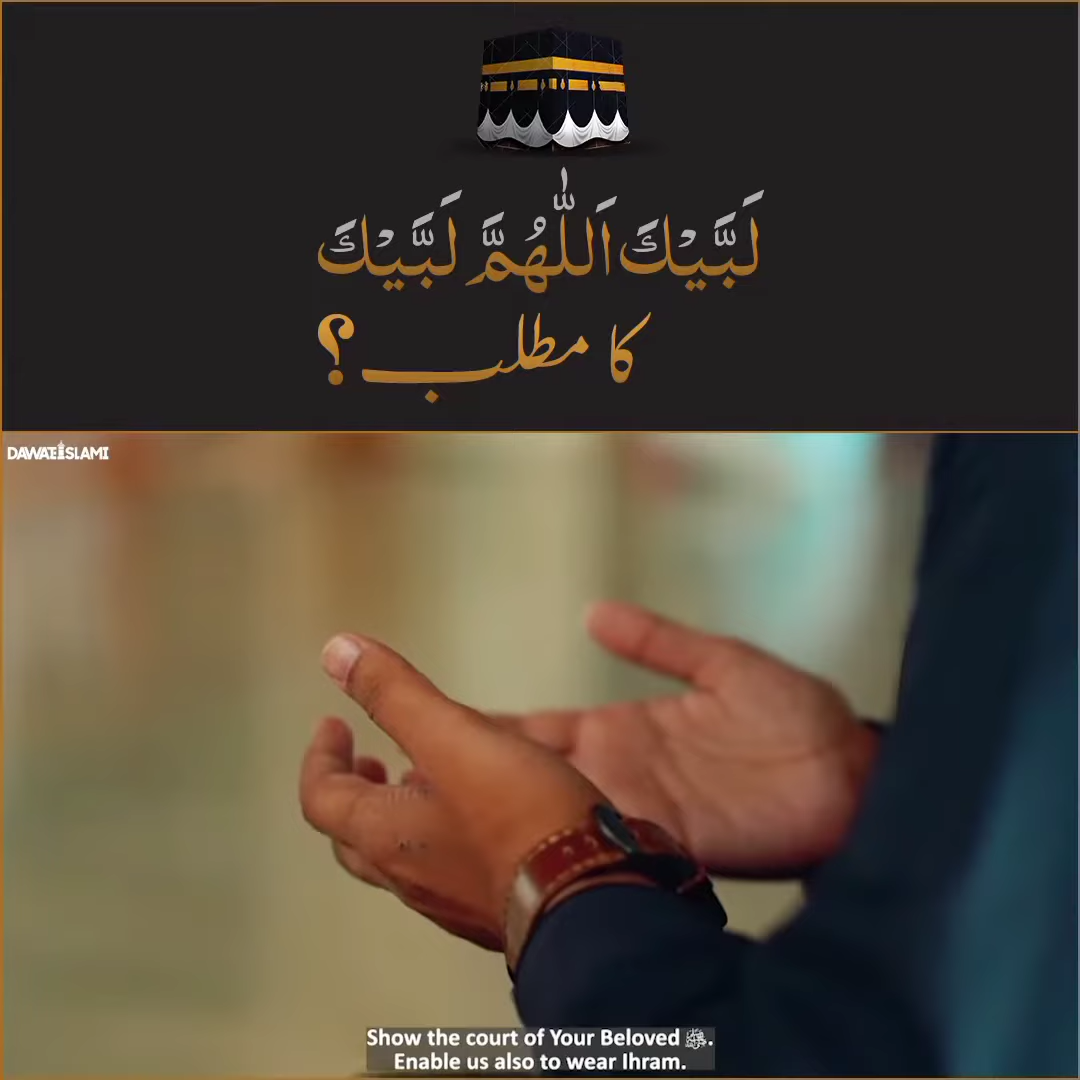 لَبَّيْكَ اَللّٰهُمَّ لَبَّيْكَ
کا مطلب؟
DAWATEISLAMI
Show the court of Your Beloved ﷺ.
Enable us also to wear Ihram.